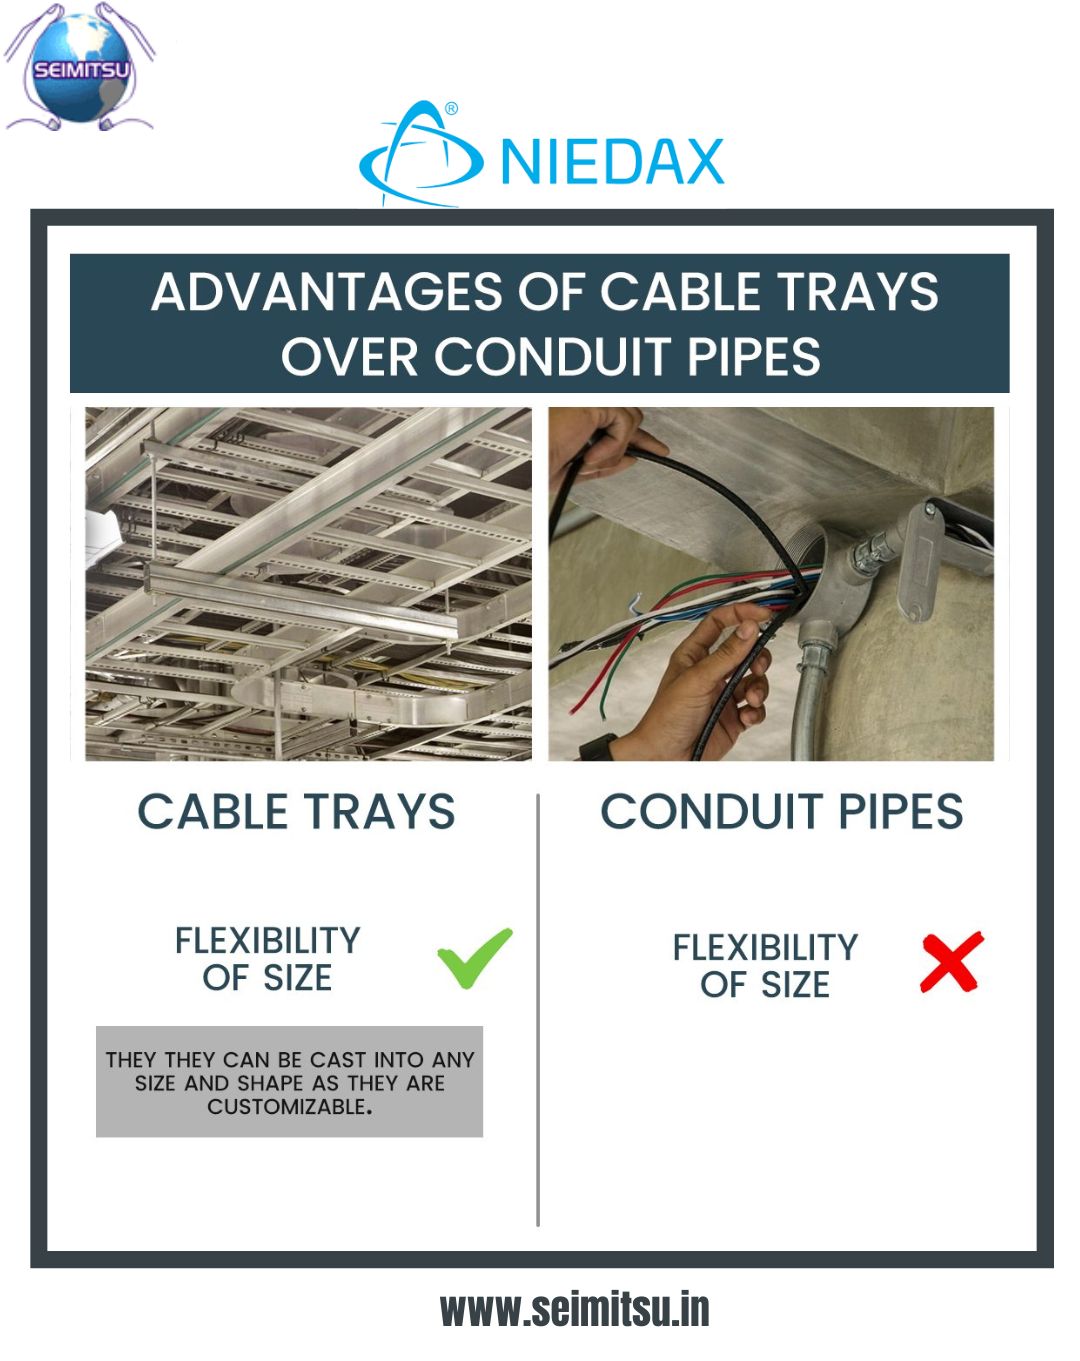 SEIMITSU
NIEDAX®
ADVANTAGES OF CABLE TRAYS
OVER CONDUIT PIPES
CABLE TRAYS
CONDUIT PIPES
FLEXIBILITY
OF SIZE
THEY THEY CAN BE CAST INTO ANY
SIZE AND SHAPE AS THEY ARE
CUSTOMIZABLE.
FLEXIBILITY
OF SIZE
www.seimitsu.in